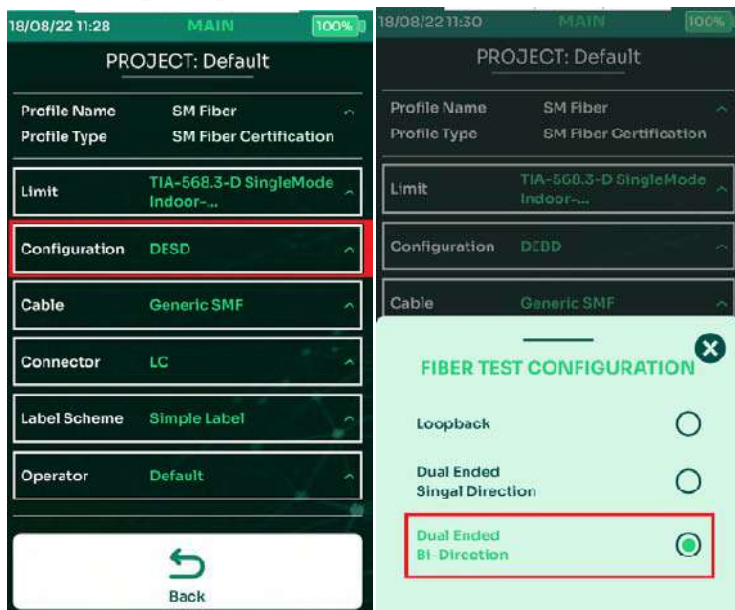 18/08/22 11:28 MAIN 100%
PROJECT: Default
Profile Name SM Fiber
Profile Type SM Fiber Certification
Limit TIA-568.3-D SingleMode
Indoor-...
Configuration DESD
Cable Generic SMF
Connector LC
Label Scheme Simple Label
Operator Default
Back
18/08/22 11:30 MAIN 100%
PROJECT: Default
Profile Name SM Fiber
Profile Type SM Fiber Certification
Limit TIA-568.3-D SingleMode
Indoor-...
Configuration DEBD
Cable Generic SMF
FIBER TEST CONFIGURATION
Loopback
Dual Ended
Singal Direction
Dual Ended
Bi-Direction